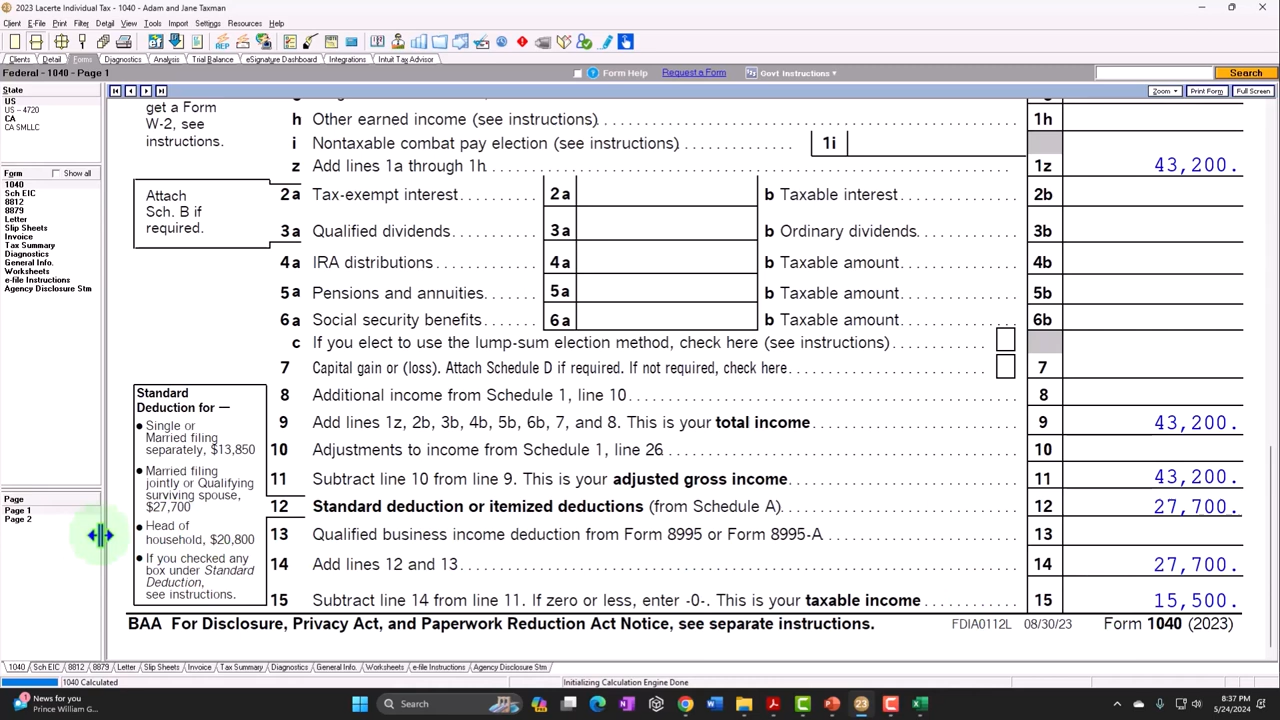 2023 Lacerte Individual Tax - 1040 - Adam and Jane Taxman
Client E-File Print Filter Detail View Tools Import Settings Resources Help
Clients Detail Forms Diagnostics Analysis Trial Balance eSignature Dashboard Integrations Intuit Tax Advisor
Federal - 1040 - Page 1 Form Help Request a Form Govt Instructions Search
Zoom Print Form Full Screen
State
US
US - 4720
CA
CA SMLLC
Form Show all
1040
Sch EIC
8812
8879
Letter
Slip Sheets
Invoice
Tax Summary
Diagnostics
General Info.
Worksheets
e-file Instructions
Agency Disclosure Stm
Page
Page 1
Page 2
get a Form
W-2, see
instructions.
h Other earned income (see instructions) 1h
i Nontaxable combat pay election (see instructions) 1i
z Add lines 1a through 1h 1z 43,200.
Attach
Sch. B if
required.
2a Tax-exempt interest 2a b Taxable interest 2b
3a Qualified dividends 3a b Ordinary dividends 3b
4a IRA distributions 4a b Taxable amount 4b
5a Pensions and annuities 5a b Taxable amount 5b
6a Social security benefits 6a b Taxable amount 6b
c If you elect to use the lump-sum election method, check here (see instructions)
7 Capital gain or (loss). Attach Schedule D if required. If not required, check here 7
8 Additional income from Schedule 1, line 10 8
9 Add lines 1z, 2b, 3b, 4b, 5b, 6b, 7, and 8. This is your total income 9 43,200.
10 Adjustments to income from Schedule 1, line 26 10
11 Subtract line 10 from line 9. This is your adjusted gross income 11 43,200.
12 Standard deduction or itemized deductions (from Schedule A) 12 27,700.
13 Qualified business income deduction from Form 8995 or Form 8995-A 13
14 Add lines 12 and 13 14 27,700.
15 Subtract line 14 from line 11. If zero or less, enter -0-. This is your taxable income 15 15,500.
Standard
Deduction for —
● Single or
Married filing
separately, $13,850
● Married filing
jointly or Qualifying
surviving spouse,
$27,700
● Head of
household, $20,800
● If you checked any
box under Standard
Deduction,
see instructions.
BAA For Disclosure, Privacy Act, and Paperwork Reduction Act Notice, see separate instructions. FDIA0112L 08/30/23 Form 1040 (2023)
1040 Sch EIC 8812 8879 Letter Slip Sheets Invoice Tax Summary Diagnostics General Info. Worksheets e-file Instructions Agency Disclosure Stm
1040 Calculated Initializing Calculation Engine Done
News for you
Prince William G...
Search
8:37 PM
5/24/2024